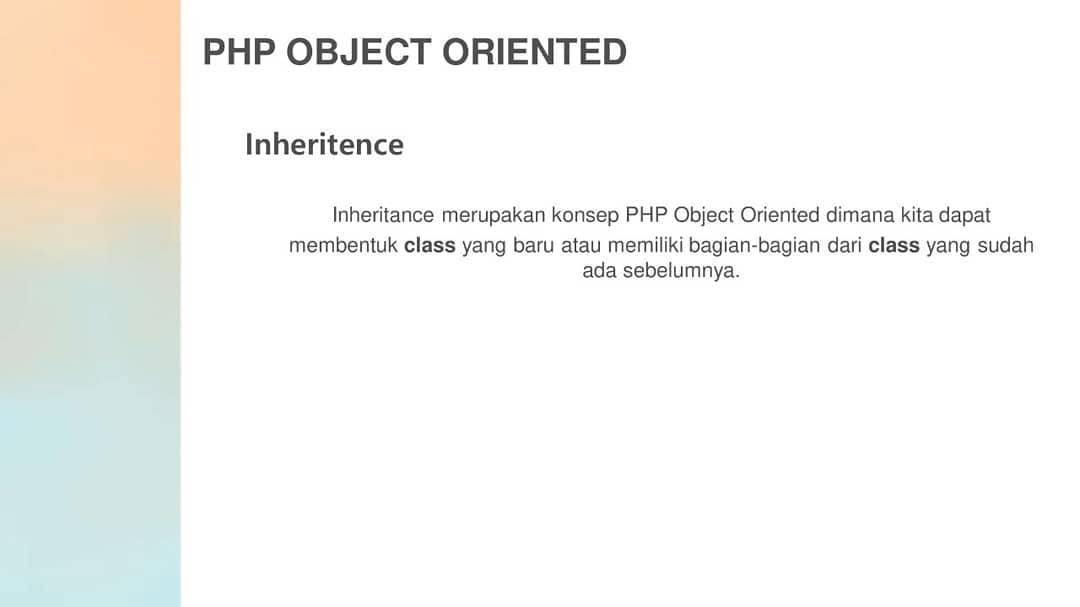 PHP OBJECT ORIENTED
Inheritence
Inheritance merupakan konsep PHP Object Oriented dimana kita dapat
membentuk class yang baru atau memiliki bagian-bagian dari class yang sudah
ada sebelumnya.